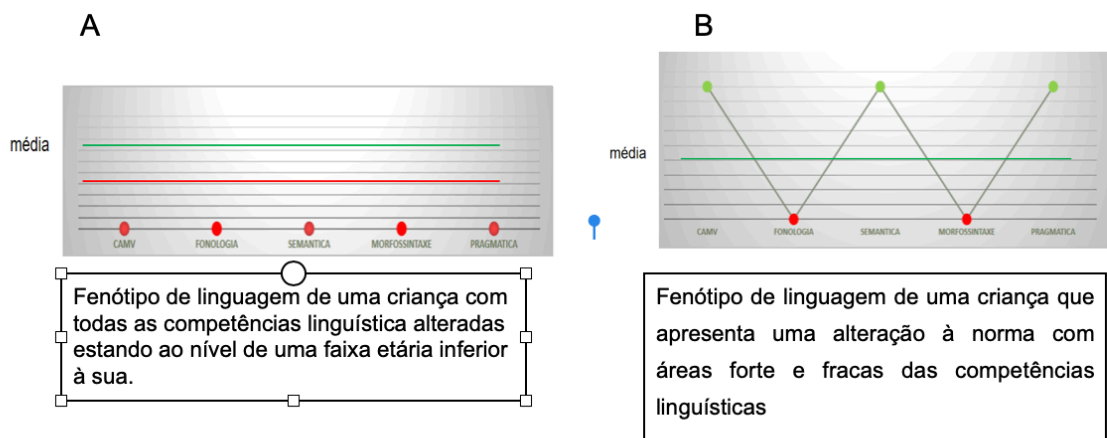 A
B
média
CAMV FONOLOGIA SEMANTICA MORFOSSINTAXE PRAGMATICA
média
CAMV FONOLOGIA SEMANTICA MORFOSSINTAXE PRAGMATICA
Fenótipo de linguagem de uma criança com
todas as competências linguística alteradas
estando ao nível de uma faixa etária inferior
à sua.
Fenótipo de linguagem de uma criança que
apresenta uma alteração à norma com
áreas forte e fracas das competências
linguísticas